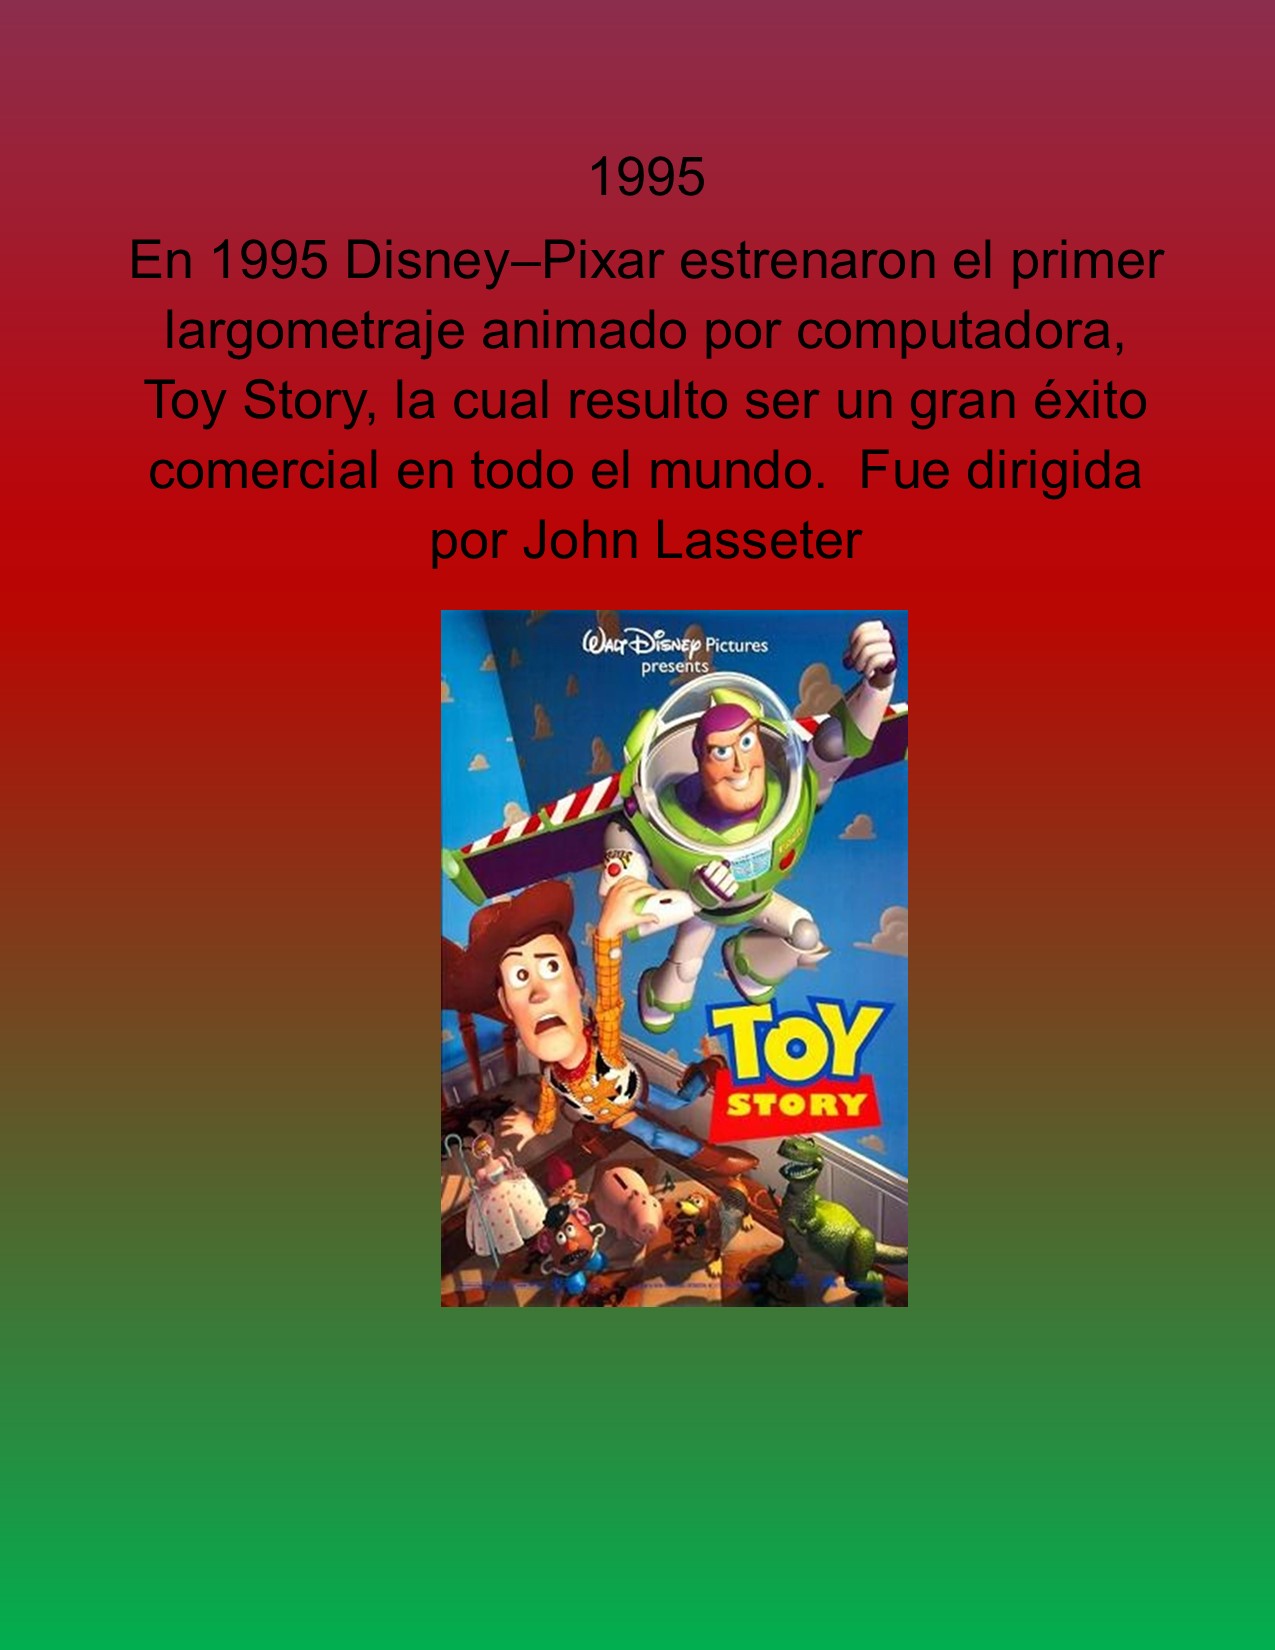 1995
En 1995 Disney–Pixar estrenaron el primer
largometraje animado por computadora,
Toy Story, la cual resulto ser un gran éxito
comercial en todo el mundo.  Fue dirigida
por John Lasseter
WALT DISNEY Pictures
presents
TOY
STORY